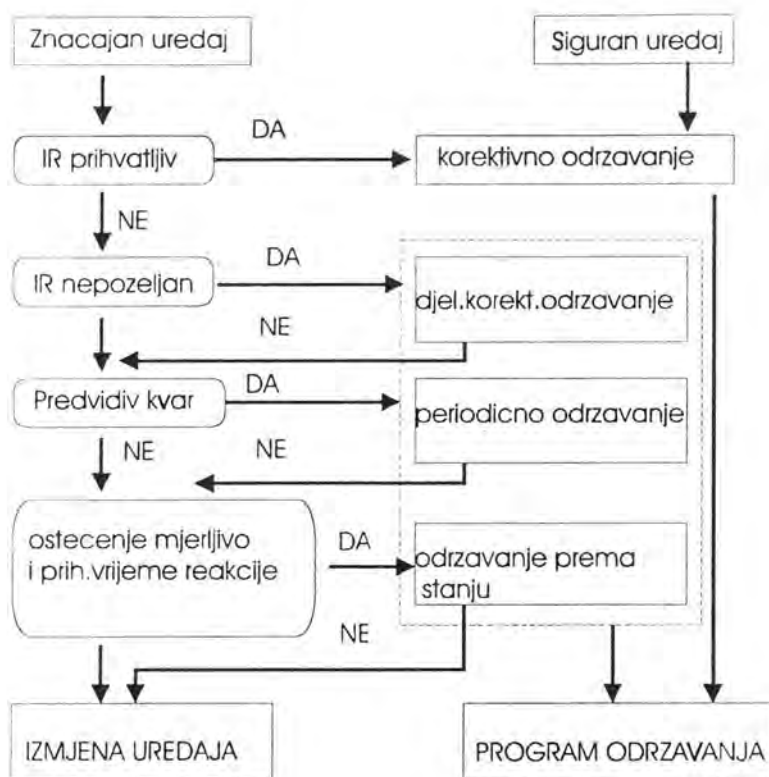 Znacajan uredaj
Siguran uredaj
DA
IR prihvatljiv
korektivno odrzavanje
NE
DA
IR nepozeljan
djel.korekt.odrzavanje
NE
DA
Predvidiv kvar
periodicno odrzavanje
NE
NE
ostecenje mjerljivo
i prih.vrijeme reakcije
DA
odrzavanje prema
stanju
NE
IZMJENA UREDAJA
PROGRAM ODRZAVANJA